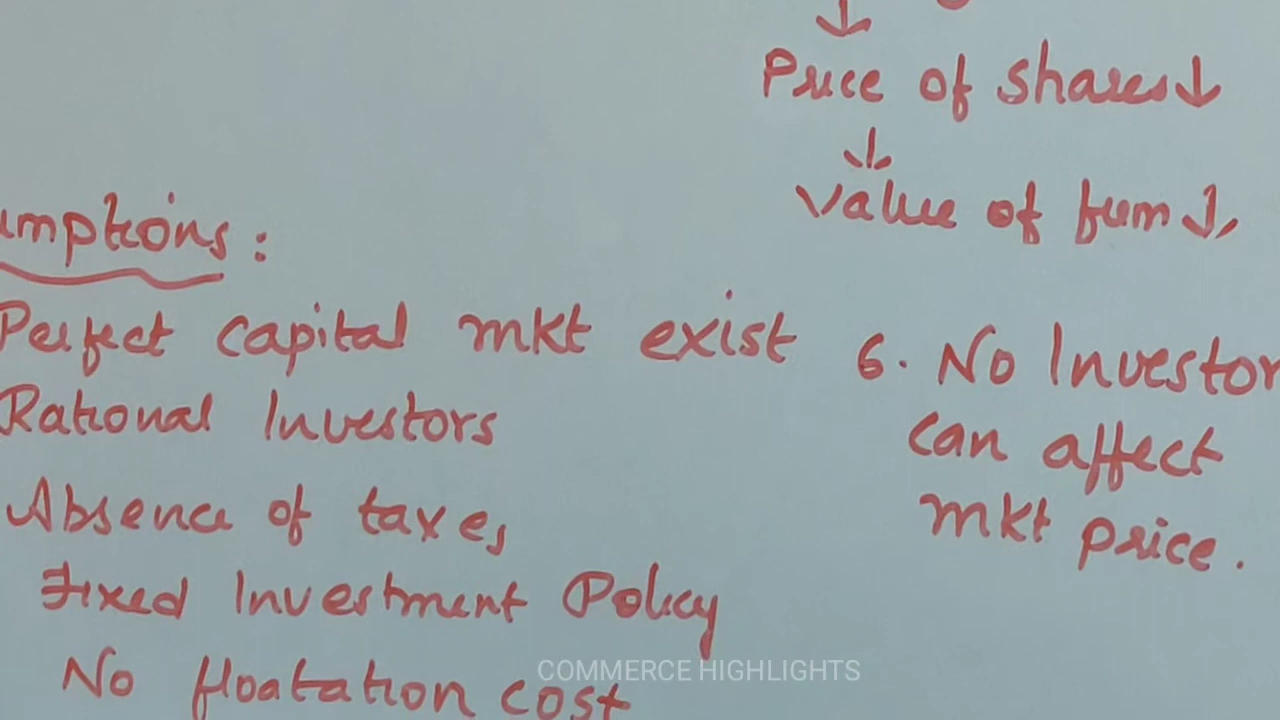 Price of shares↓
↓
Value of firm↓
umptions:
Perfect capital mkt exist
Rational Investors
Absence of taxes
Fixed Investment Policy
No floatation cost
6. No Investor
can affect
mkt price.
COMMERCE HIGHLIGHTS